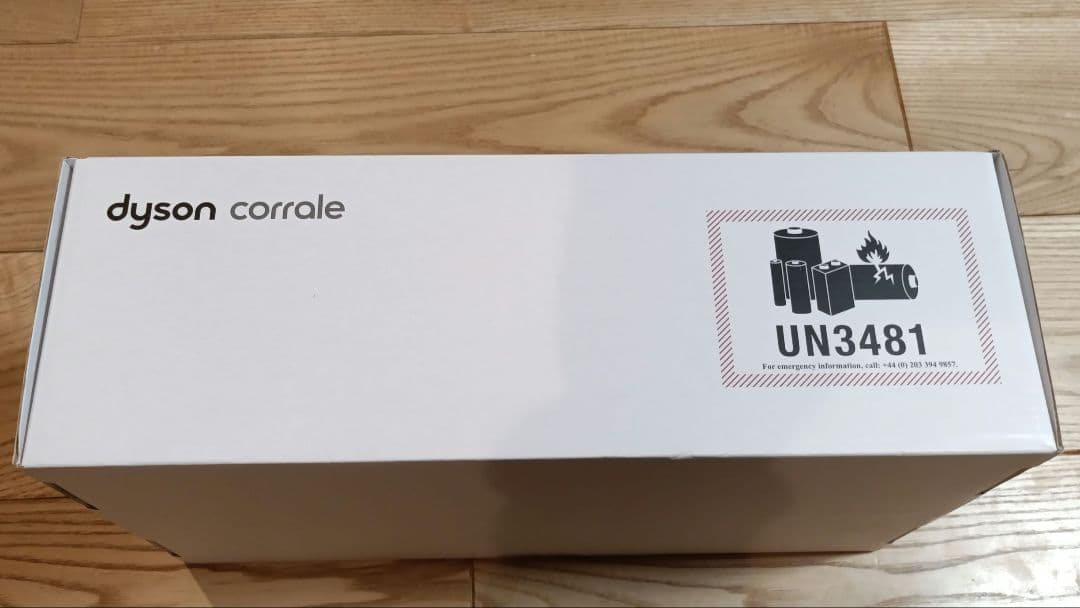 dyson corrale
UN3481
For emergency information, call: +44 (0) 203 394 9857.